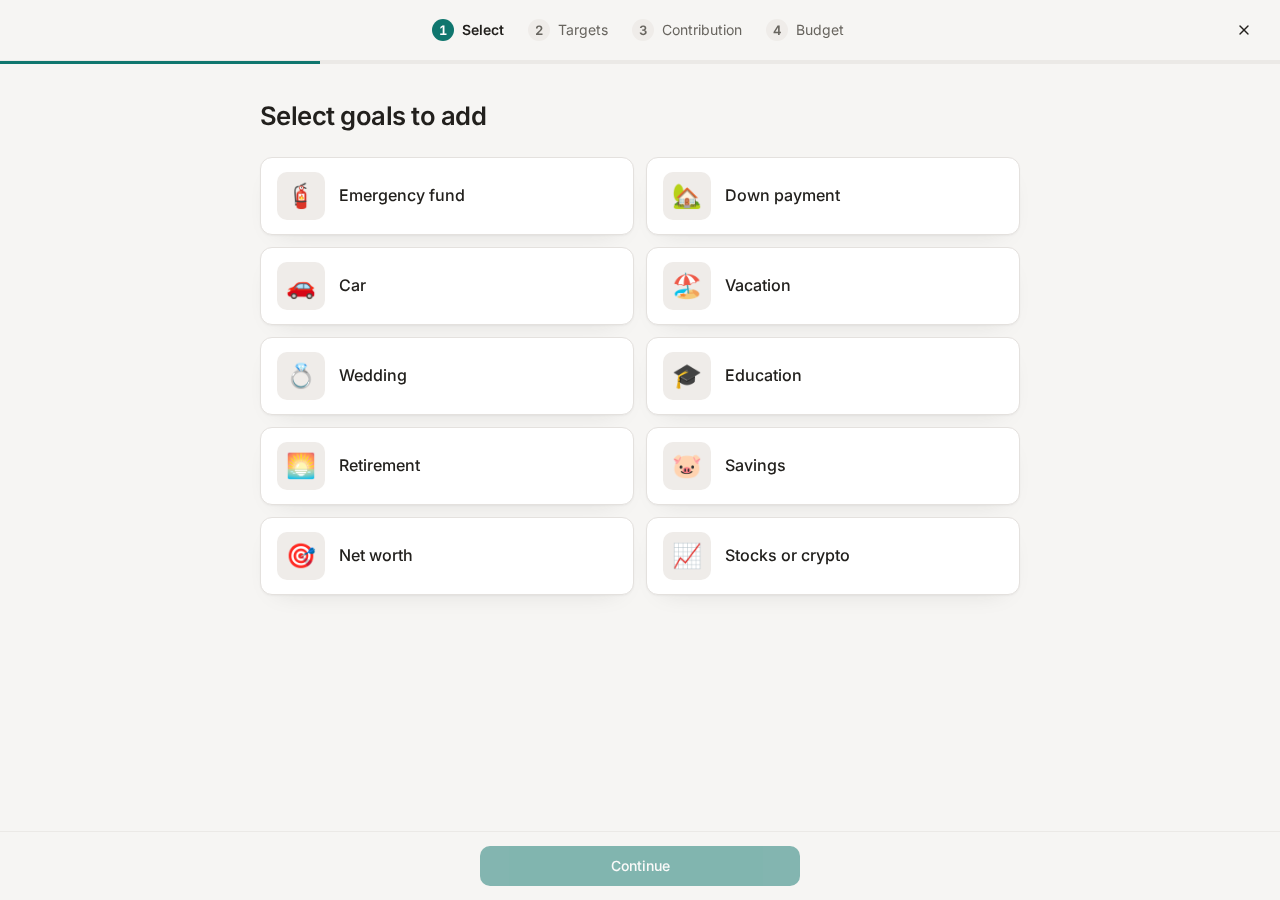 1 Select 2 Targets 3 Contribution 4 Budget
Select goals to add
Emergency fund
Down payment
Car
Vacation
Wedding
Education
Retirement
Savings
Net worth
Stocks or crypto
Continue